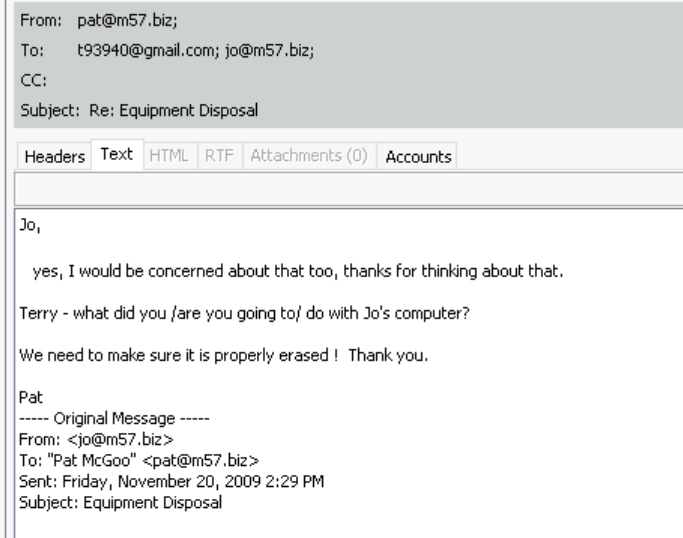 From: pat@m57.biz;
To: t93940@gmail.com; jo@m57.biz;
CC:
Subject: Re: Equipment Disposal
Headers Text HTML RTF Attachments (0) Accounts
Jo,
yes, I would be concerned about that too, thanks for thinking about that.
Terry - what did you /are you going to/ do with Jo's computer?
We need to make sure it is properly erased ! Thank you.
Pat
----- Original Message -----
From: <jo@m57.biz>
To: "Pat McGoo" <pat@m57.biz>
Sent: Friday, November 20, 2009 2:29 PM
Subject: Equipment Disposal